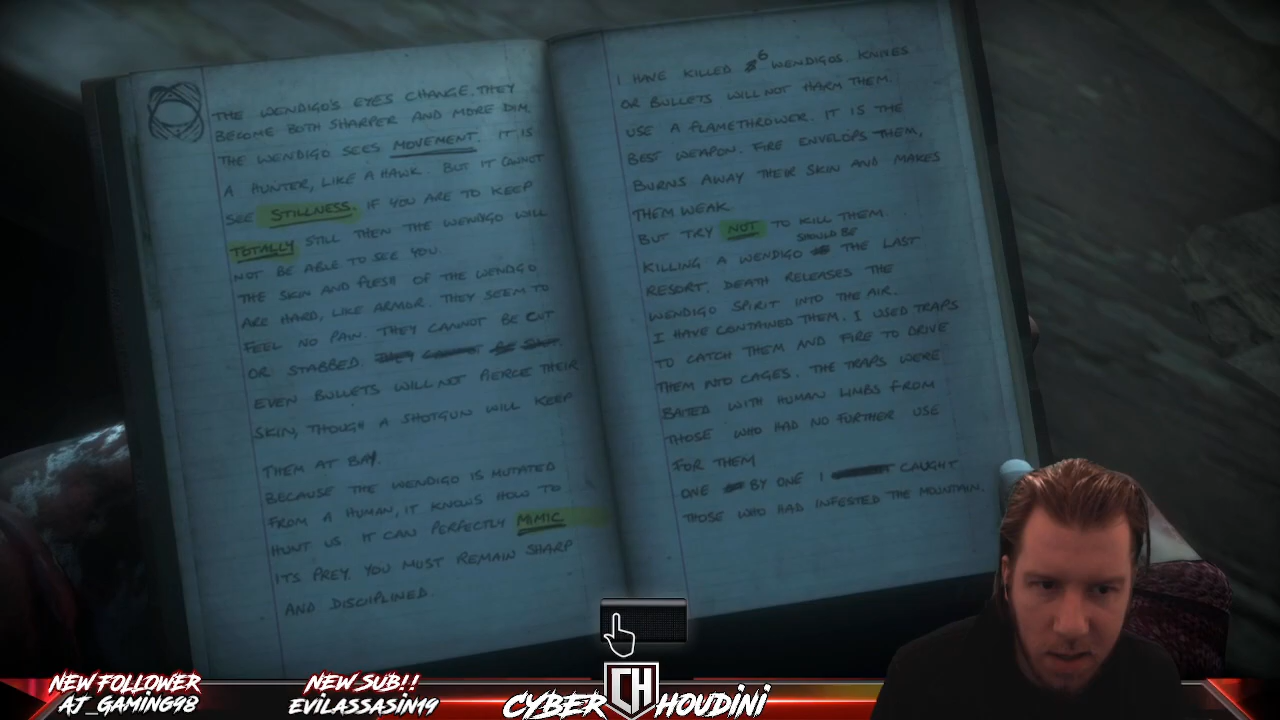 THE WENDIGO'S EYES CHANGE. THEY
BECOME BOTH SHARPER AND MORE DIM.
THE WENDIGO SEES MOVEMENT. IT IS
A HUNTER, LIKE A HAWK. BUT IT CANNOT
SEE STILLNESS. IF YOU ARE TO KEEP
TOTALLY STILL THEN THE WENDIGO WILL
NOT BE ABLE TO SEE YOU.
THE SKIN AND FLESH OF THE WENDIGO
ARE HARD, LIKE ARMOR. THEY SEEM TO
FEEL NO PAIN. THEY CANNOT BE CUT
OR STABBED. THEY CANNOT BE SHOT.
EVEN BULLETS WILL NOT PIERCE THEIR
SKIN, THOUGH A SHOTGUN WILL KEEP
THEM AT BAY.
BECAUSE THE WENDIGO IS MUTATED
FROM A HUMAN, IT KNOWS HOW TO
HUNT US. IT CAN PERFECTLY MIMIC
ITS PREY. YOU MUST REMAIN SHARP
AND DISCIPLINED.
I HAVE KILLED 6 WENDIGOS. KNIVES
OR BULLETS WILL NOT HARM THEM.
USE A FLAMETHROWER. IT IS THE
BEST WEAPON. FIRE ENVELOPS THEM,
BURNS AWAY THEIR SKIN AND MAKES
THEM WEAK
BUT TRY NOT TO KILL THEM.
KILLING A WENDIGO SHOULD BE THE LAST
RESORT. DEATH RELEASES THE
WENDIGO SPIRIT INTO THE AIR.
I HAVE CONTAINED THEM. I USED TRAPS
TO CATCH THEM AND FIRE TO DRIVE
THEM INTO CAGES. THE TRAPS WERE
BAITED WITH HUMAN LIMBS FROM
THOSE WHO HAD NO FURTHER USE
FOR THEM
ONE BY ONE I CAUGHT
THOSE WHO HAD INFESTED THE MOUNTAIN.
NEW FOLLOWER
AJ_GAMING98
NEW SUB!!
EVILASSASIN19
CH
CYBER HOUDINI